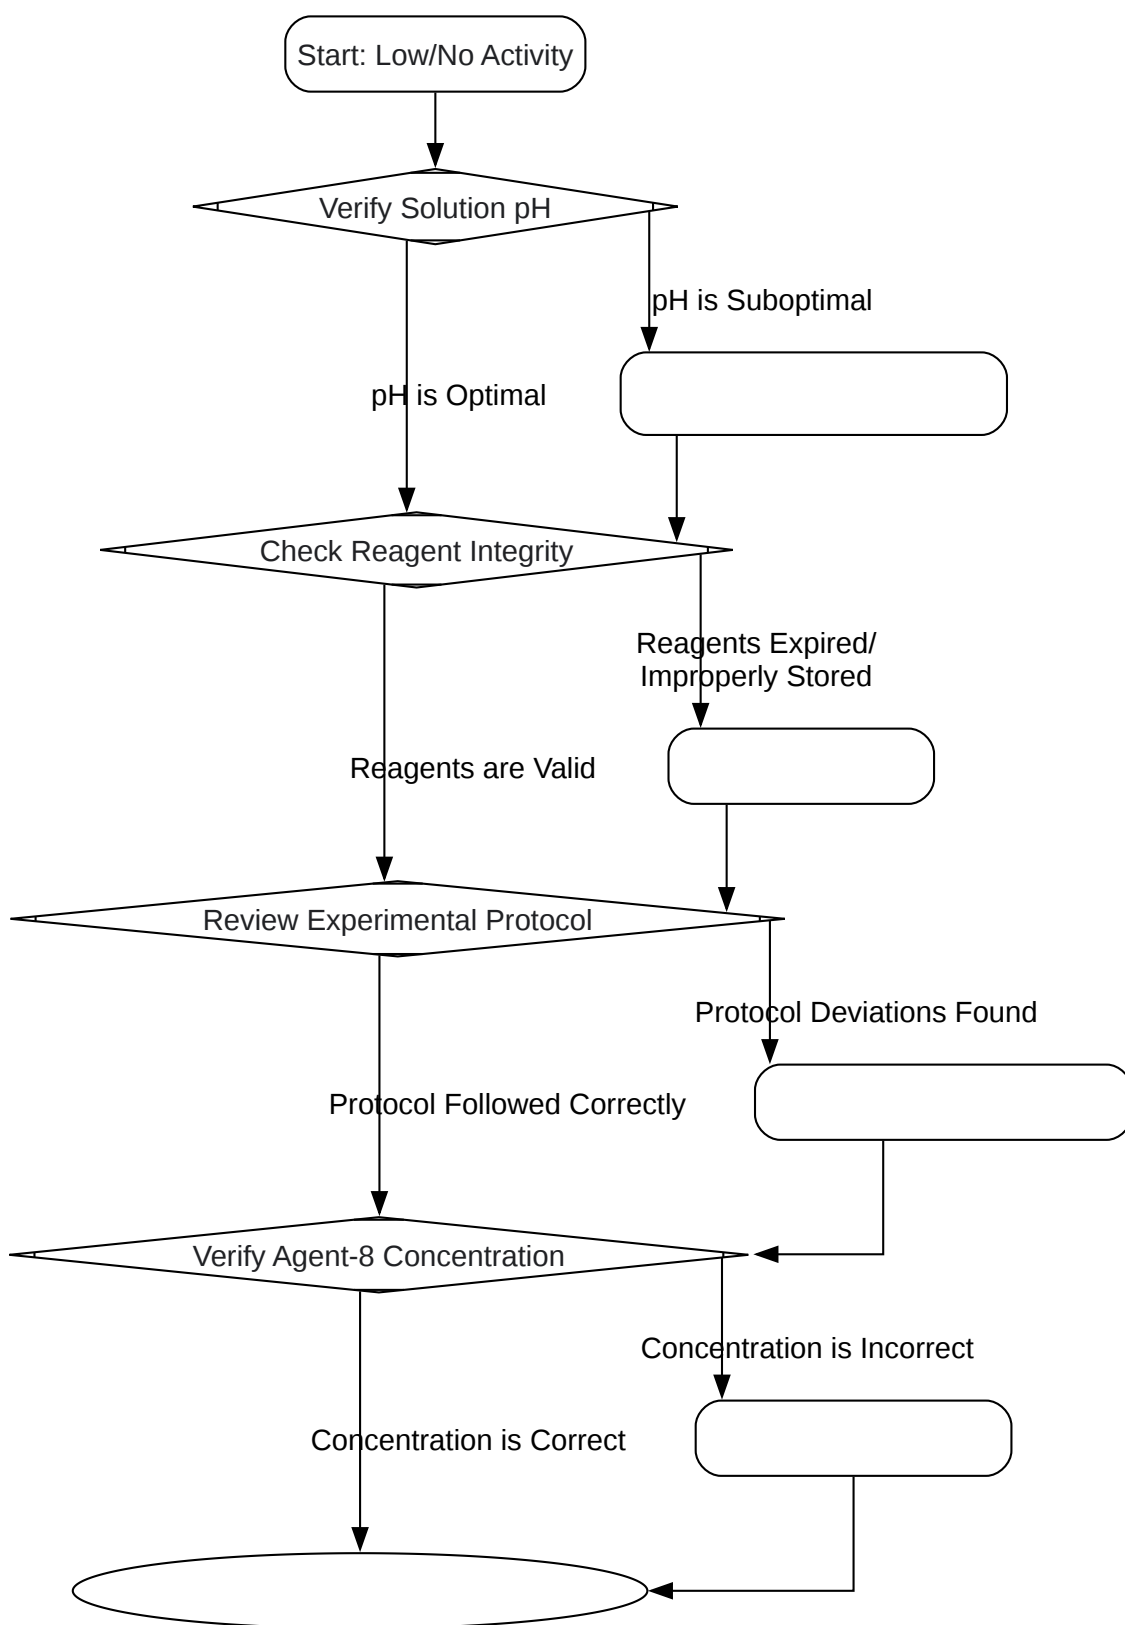 Start: Low/No Activity
Verify Solution pH
pH is Suboptimal
pH is Optimal
Check Reagent Integrity
Reagents Expired/
Improperly Stored
Reagents are Valid
Review Experimental Protocol
Protocol Deviations Found
Protocol Followed Correctly
Verify Agent-8 Concentration
Concentration is Incorrect
Concentration is Correct